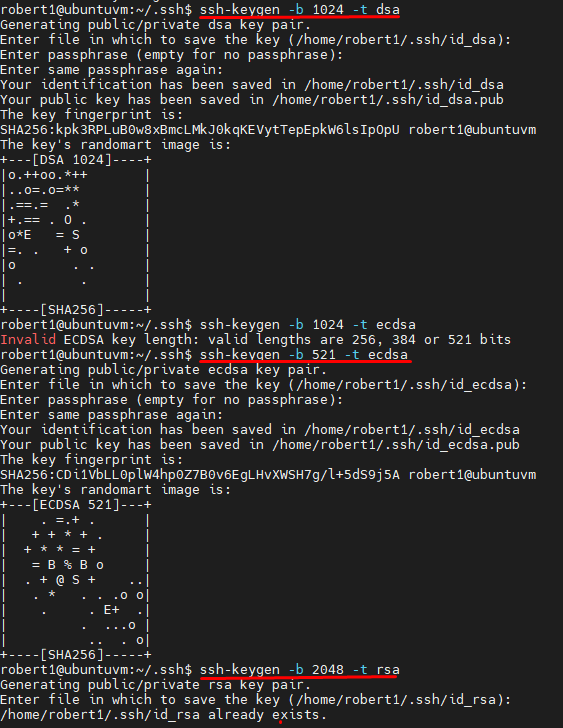 robert1@ubuntuvm:~/.ssh$ ssh-keygen -b 1024 -t dsa
Generating public/private dsa key pair.
Enter file in which to save the key (/home/robert1/.ssh/id_dsa):
Enter passphrase (empty for no passphrase):
Enter same passphrase again:
Your identification has been saved in /home/robert1/.ssh/id_dsa
Your public key has been saved in /home/robert1/.ssh/id_dsa.pub
The key fingerprint is:
SHA256:kpk3RPLuB0w8xBmcLMkJ0kqKEVytTepEpkW6lsIpOpU robert1@ubuntuvm
The key's randomart image is:
+---[DSA 1024]----+
|o.++oo.*++       |
|..o=.o=**        |
|.==.=  .*        |
|+.== . O .       |
|o*E   = S        |
|=. .   + o       |
|o       . .      |
| .       .       |
|                 |
+----[SHA256]-----+
robert1@ubuntuvm:~/.ssh$ ssh-keygen -b 1024 -t ecdsa
Invalid ECDSA key length: valid lengths are 256, 384 or 521 bits
robert1@ubuntuvm:~/.ssh$ ssh-keygen -b 521 -t ecdsa
Generating public/private ecdsa key pair.
Enter file in which to save the key (/home/robert1/.ssh/id_ecdsa):
Enter passphrase (empty for no passphrase):
Enter same passphrase again:
Your identification has been saved in /home/robert1/.ssh/id_ecdsa
Your public key has been saved in /home/robert1/.ssh/id_ecdsa.pub
The key fingerprint is:
SHA256:CDi1VbLL0plW4hp0Z7B0v6EgLHvXWSH7g/l+5dS9j5A robert1@ubuntuvm
The key's randomart image is:
+---[ECDSA 521]---+
|    . =.+ .      |
|   + + * + .     |
|  + * * = +      |
|   = B % B o     |
|  . + @ S +    ..|
|   . *   . . .o o|
|    .     . E+  .|
|         .  ...o |
|          ..  . o|
+----[SHA256]-----+
robert1@ubuntuvm:~/.ssh$ ssh-keygen -b 2048 -t rsa
Generating public/private rsa key pair.
Enter file in which to save the key (/home/robert1/.ssh/id_rsa):
/home/robert1/.ssh/id_rsa already exists.